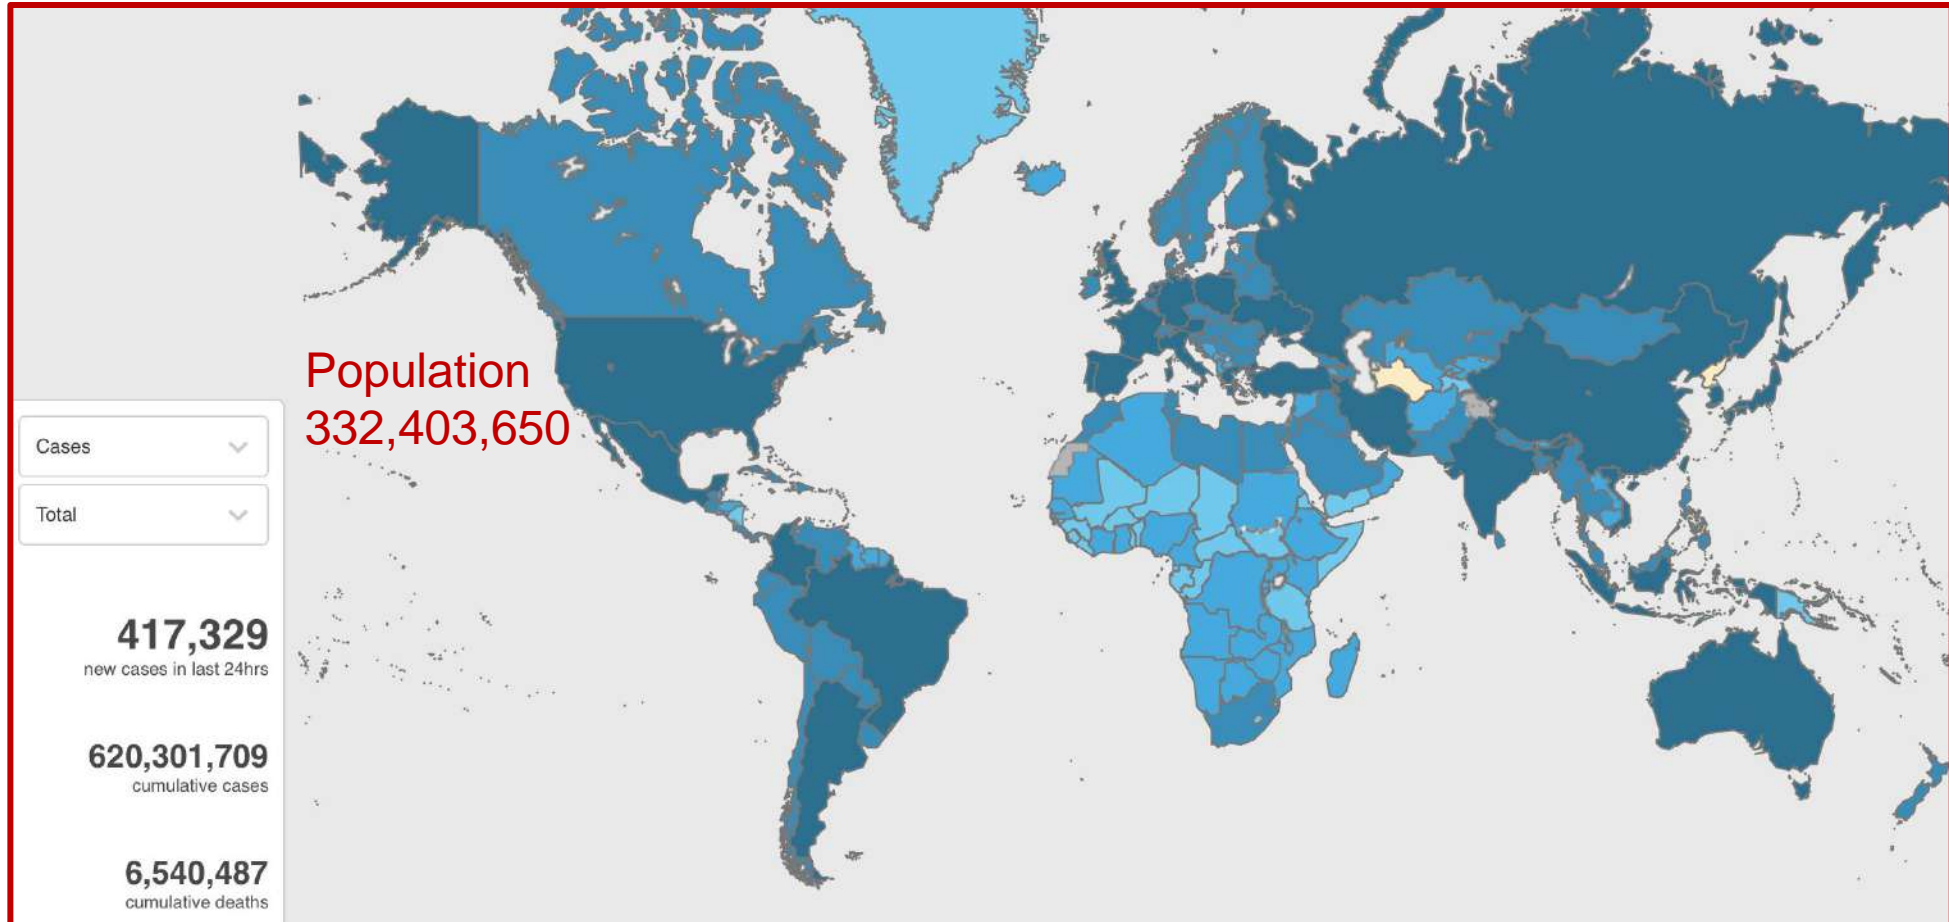 Population
332,403,650
Cases
Total
417,329
new cases in last 24hrs
620,301,709
cumulative cases
6,540,487
cumulative deaths